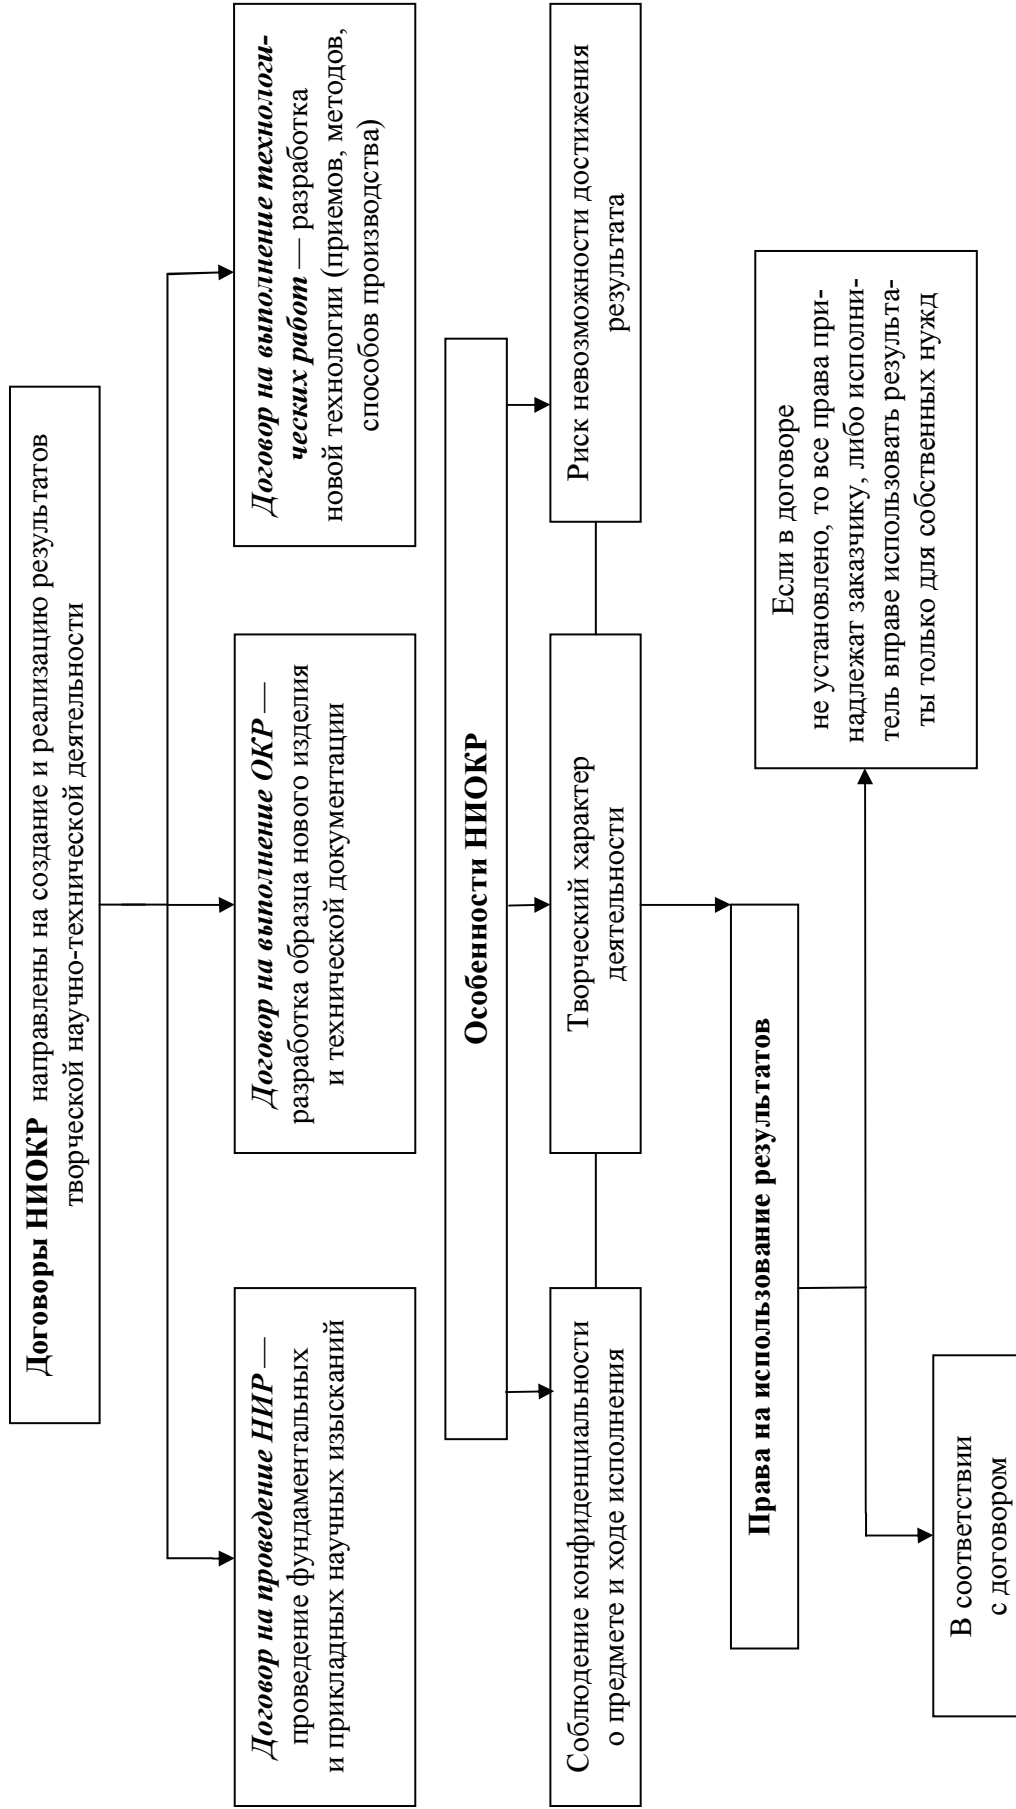 Договоры НИОКР направлены на создание и реализацию результатов
творческой научно-технической деятельности
Договор на проведение НИР —
проведение фундаментальных
и прикладных научных изысканий
Договор на выполнение ОКР —
разработка образца нового изделия
и технической документации
Договор на выполнение технологи-
ческих работ — разработка
новой технологии (приемов, методов,
способов производства)
Особенности НИОКР
Соблюдение конфиденциальности
о предмете и ходе исполнения
Творческий характер
деятельности
Риск невозможности достижения
результата
Права на использование результатов
В соответствии
с договором
Если в договоре
не установлено, то все права при-
надлежат заказчику, либо исполни-
тель вправе использовать результа-
ты только для собственных нужд